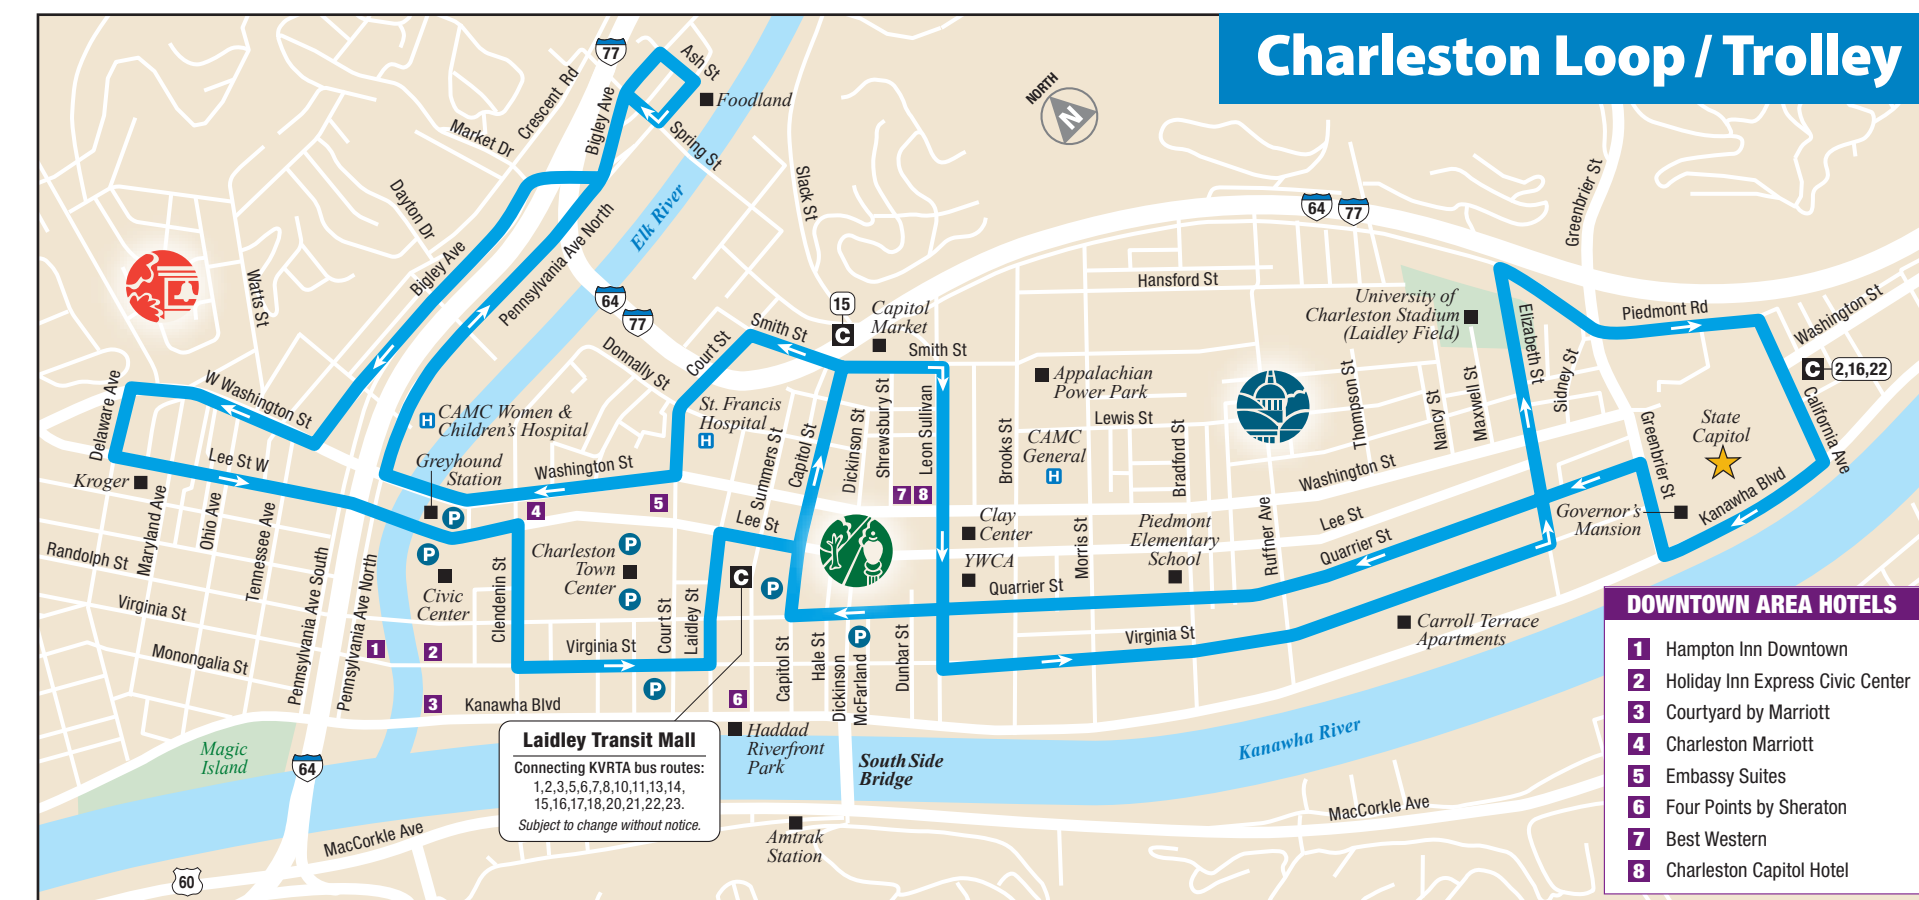 Charleston Loop / Trolley
77
Ash St
Foodland
Crescent Rd
Bigley Ave
Market Dr
Spring St
NORTH
N
Slack St
Dayton Dr
Elk River
Greenbrier St
64
77
Bigley Ave
Pennsylvania Ave North
Watts St
Hansford St
64
77
15
C
Capitol
Market
University of
Charleston Stadium
(Laidley Field)
Piedmont Rd
Washington St
Smith St
Smith St
Court St
Donnally St
Elizabeth St
Sidney St
C
2,16,22
Delaware Ave
W Washington St
H
CAMC Women &
Children's Hospital
St. Francis
Hospital
H
Appalachian
Power Park
Lewis St
CAMC
General
H
Thompson St
Nancy St
Maxwell St
California Ave
State
Capitol
Greenbrier St
Lee St W
Kroger
Greyhound
Station
Washington St
Summers St
Capitol St
Dickinson St
Shrewsbury St
Leon Sullivan
Brooks St
Bradford St
Washington St
Kanawha Blvd
P
4
5
7
8
Lee St
Clay
Center
YWCA
Piedmont
Elementary
School
Lee St
Quarrier St
Governor's
Mansion
Maryland Ave
Ohio Ave
Tennessee Ave
Randolph St
Virginia St
Monongalia St
Pennsylvania Ave South
Pennsylvania Ave North
P
Civic
Center
Clendenin St
Charleston
Town
Center
P
P
C
P
Morris St
Ruffner Ave
Quarrier St
Virginia St
Court St
Laidley St
Capitol St
Hale St
P
Dickinson
McFarland
Dunbar St
Virginia St
Carroll Terrace
Apartments
1
2
3
P
6
Kanawha Blvd
Haddad
Riverfront
Park
South Side
Bridge
Kanawha River
Magic
Island
64
Laidley Transit Mall
Connecting KVRTA bus routes:
1,2,3,5,6,7,8,10,11,13,14,
15,16,17,18,20,21,22,23.
Subject to change without notice.
MacCorkle Ave
MacCorkle Ave
Amtrak
Station
60
DOWNTOWN AREA HOTELS
1 Hampton Inn Downtown
2 Holiday Inn Express Civic Center
3 Courtyard by Marriott
4 Charleston Marriott
5 Embassy Suites
6 Four Points by Sheraton
7 Best Western
8 Charleston Capitol Hotel